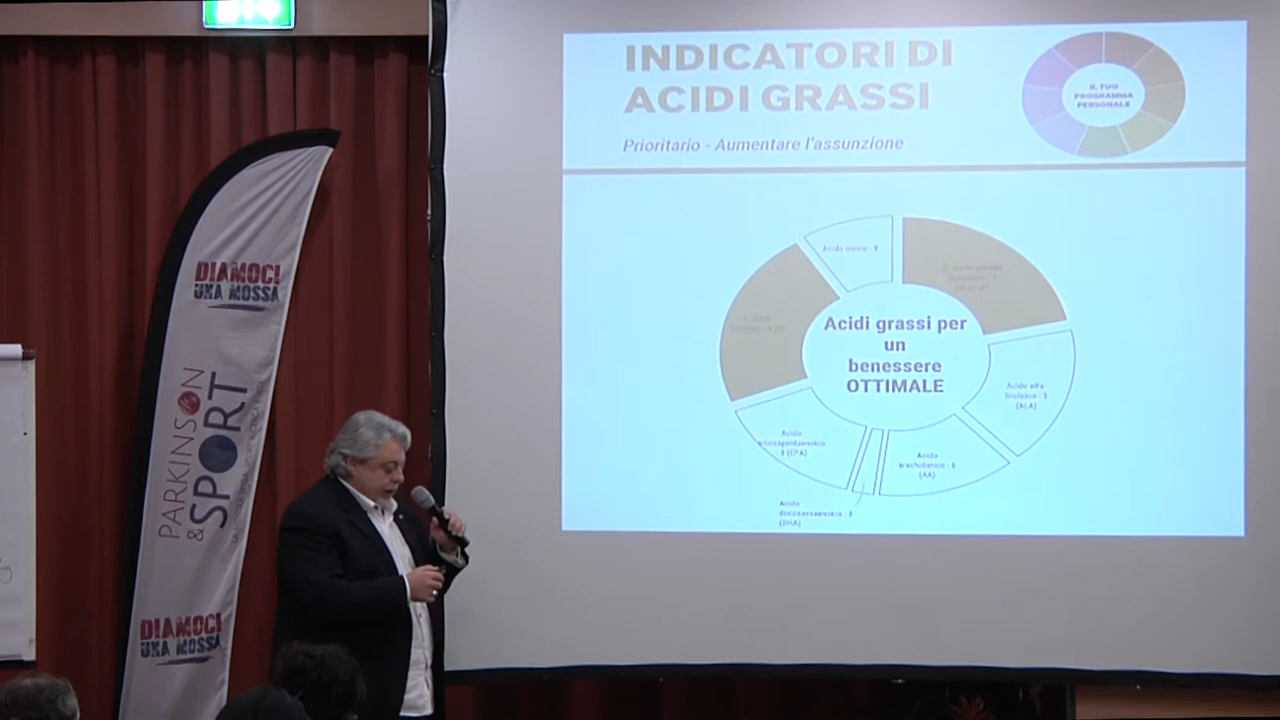 INDICATORI DI
ACIDI GRASSI
Prioritario - Aumentare l'assunzione
IL TUO
PROGRAMMA
PERSONALE
Acido oleico - 9
Acidi grassi per
un
benessere
OTTIMALE
Acido alfa-
linoleico - 3
(ALA)
Acido
eicosapentaenoico
- 3 (EPA)
Acido
arachidonico - 6
(AA)
Acido
docosaesaenoico - 3
(DHA)
DIAMOCI
UNA MOSSA
PARKINSON
& SPORT
DIAMOCI
UNA MOSSA